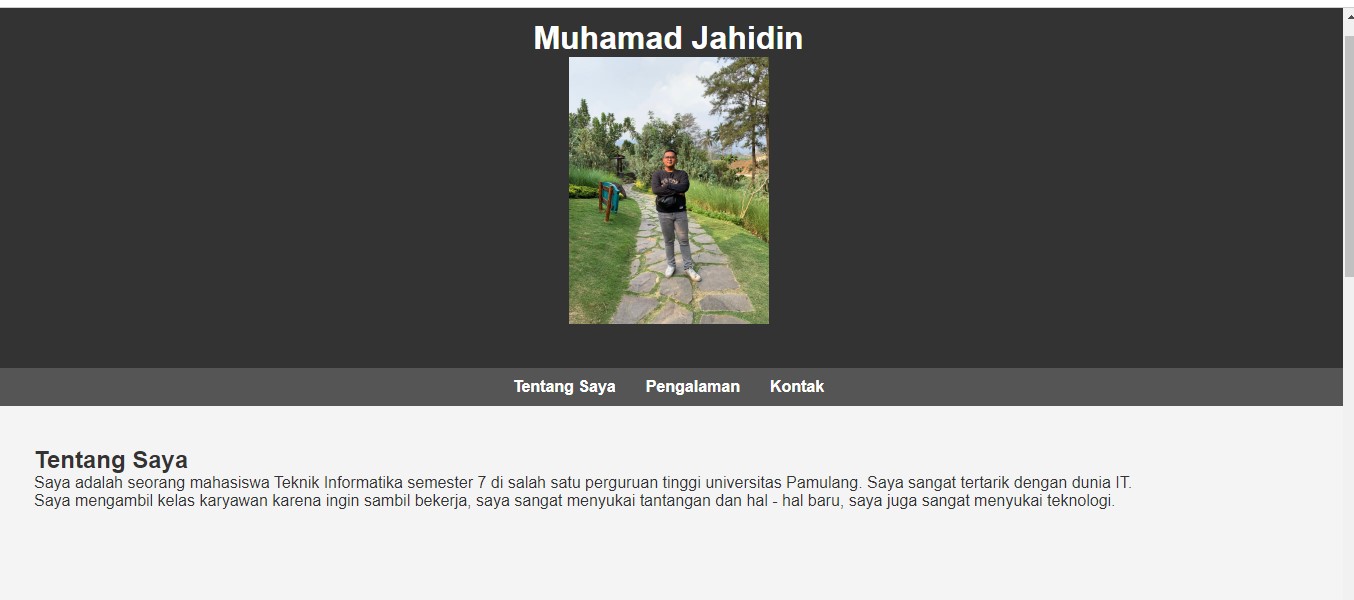 Muhamad Jahidin
Tentang Saya Pengalaman Kontak
Tentang Saya
Saya adalah seorang mahasiswa Teknik Informatika semester 7 di salah satu perguruan tinggi universitas Pamulang. Saya sangat tertarik dengan dunia IT.
Saya mengambil kelas karyawan karena ingin sambil bekerja, saya sangat menyukai tantangan dan hal - hal baru, saya juga sangat menyukai teknologi.